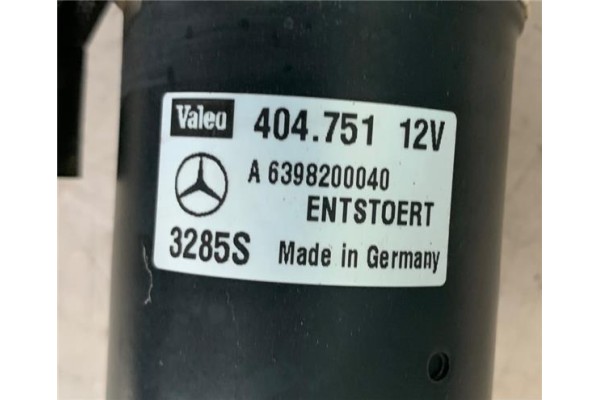 Valeo 404.751 12V
A 6398200040
ENTSTOERT
3285S Made in Germany